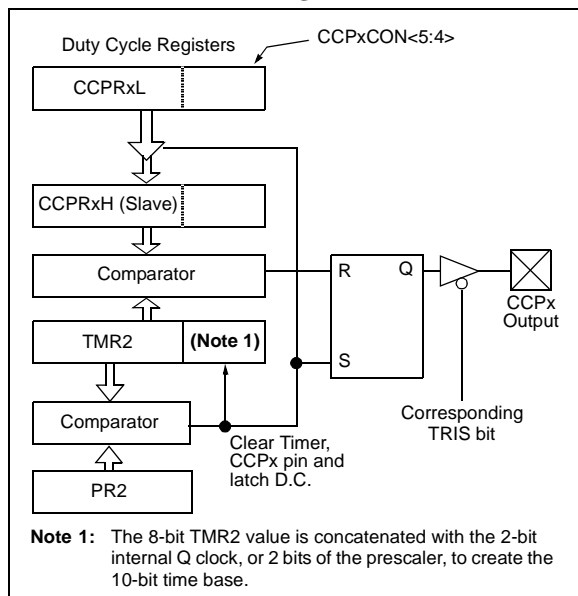 Duty Cycle Registers
CCPxCON<5:4>
CCPRxL
CCPRxH (Slave)
Comparator
R
Q
S
CCPx
Output
TMR2
(Note 1)
Comparator
Clear Timer,
CCPx pin and
latch D.C.
Corresponding
TRIS bit
PR2
Note 1: The 8-bit TMR2 value is concatenated with the 2-bit
internal Q clock, or 2 bits of the prescaler, to create the
10-bit time base.